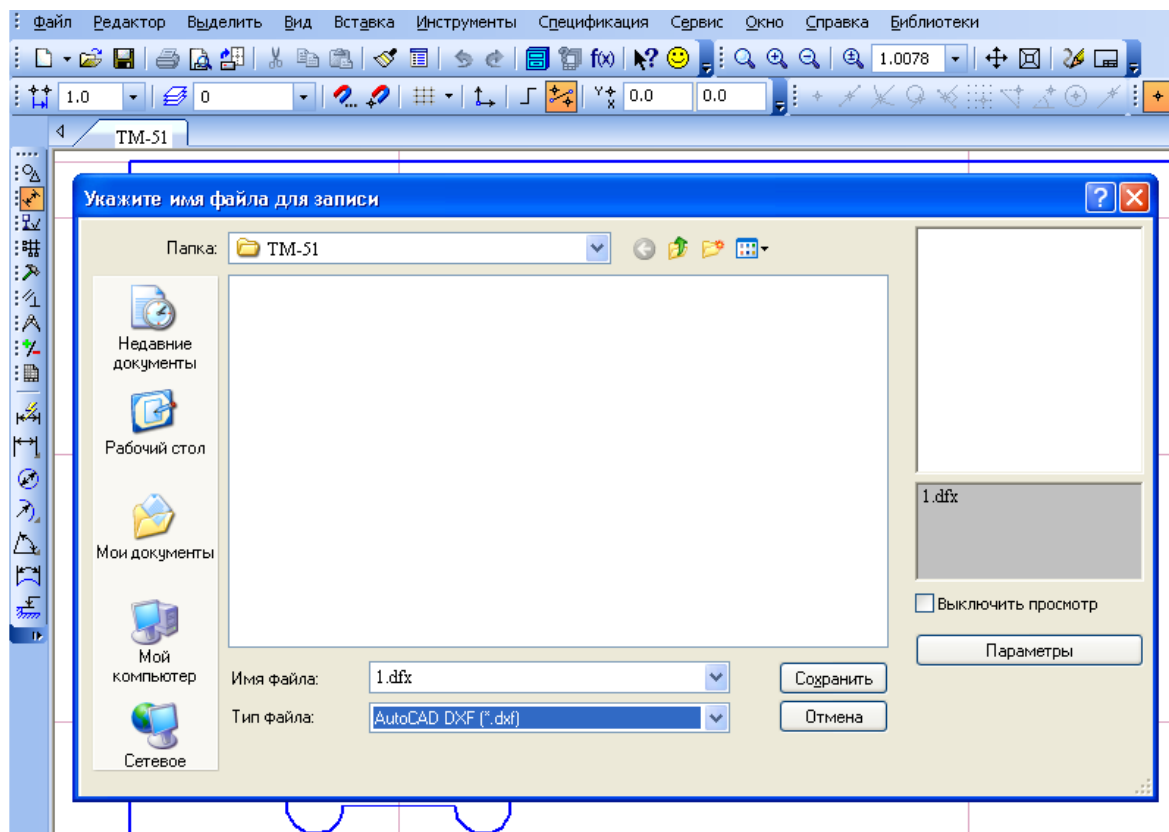 Файл Редактор Выделить Вид Вставка Инструменты Спецификация Сервис Окно Справка Библиотеки
f(x) 1.0078
1.0 0 0.0 0.0
TM-51
Укажите имя файла для записи
Папка: TM-51
Недавние
документы
1.dfx
Рабочий стол
Мои документы
Выключить просмотр
Мой
компьютер
Параметры
Имя файла: 1.dfx Сохранить
Тип файла: AutoCAD DXF (*.dxf) Отмена
Сетевое